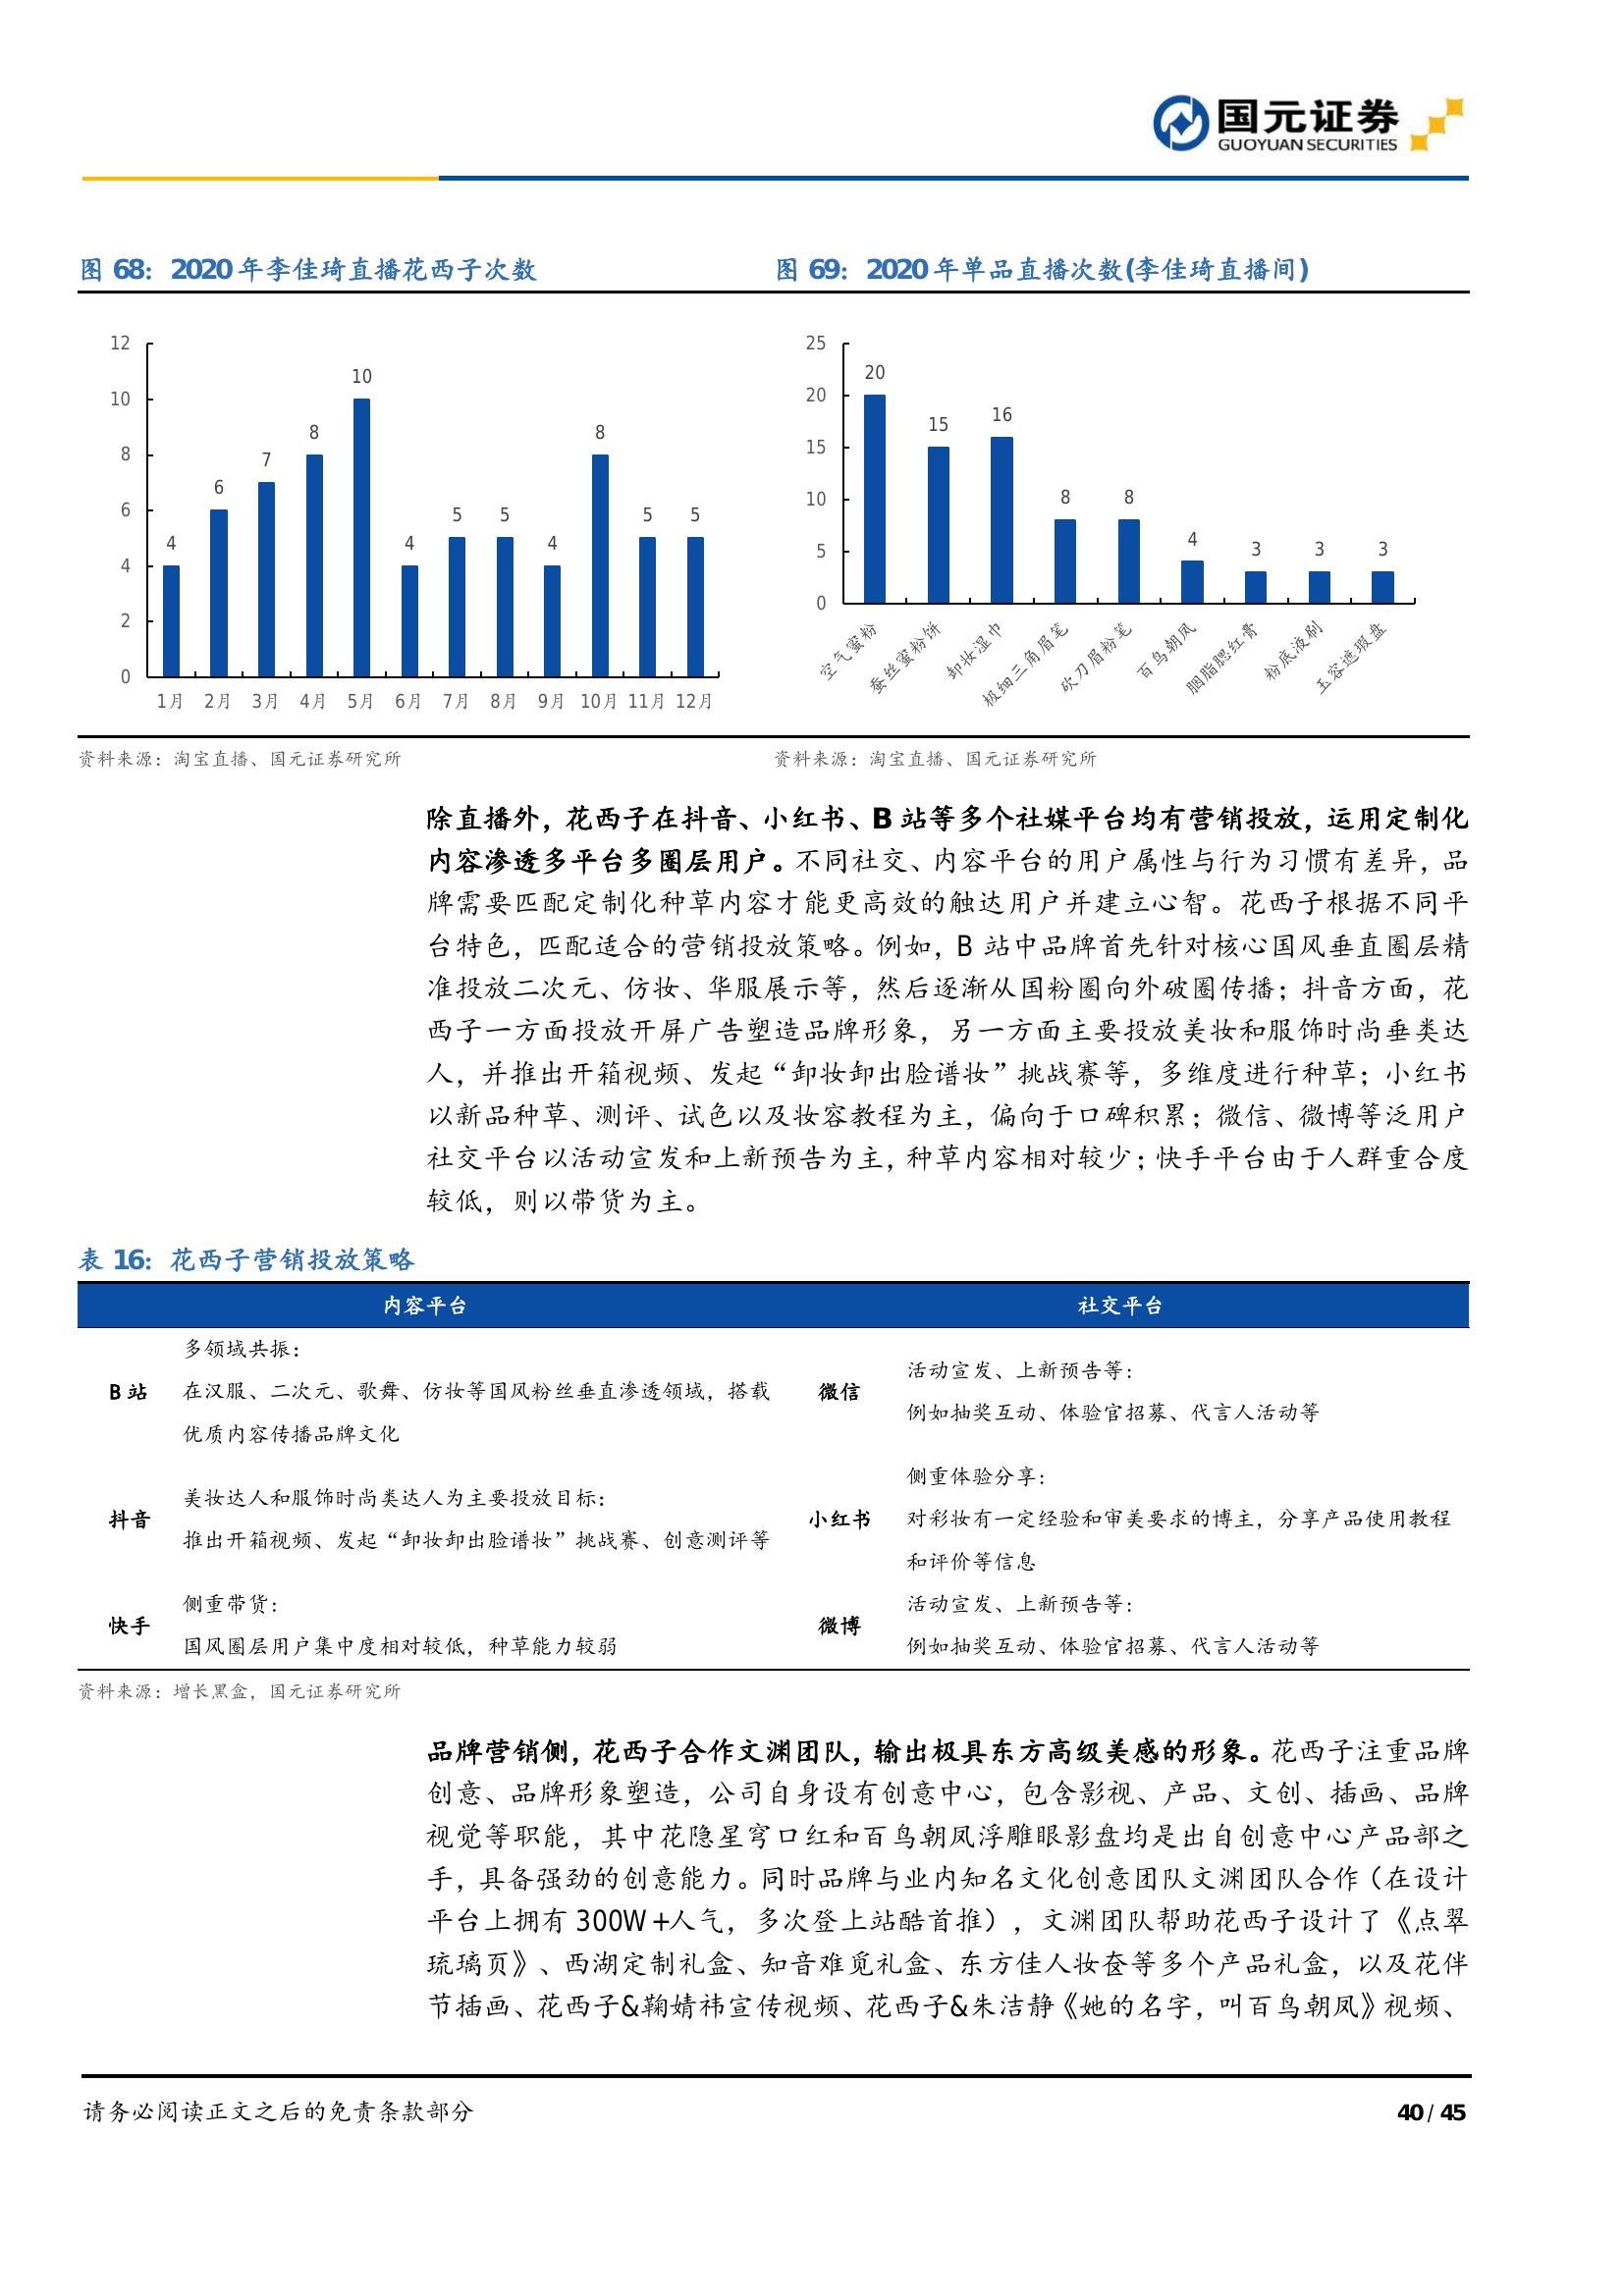 国元证券
GUOYUAN SECURITIES
图 68：2020 年李佳琦直播花西子次数
12
10
8
6
4
2
0
4
6
7
8
10
4
5
5
4
8
5
5
1月 2月 3月 4月 5月 6月 7月 8月 9月 10月 11月 12月
资料来源：淘宝直播、国元证券研究所
图 69：2020 年单品直播次数(李佳琦直播间)
25
20
15
10
5
0
20
15
16
8
8
4
3
3
3
空气蜜粉
蚕丝蜜粉饼
卸妆湿巾
极细三角眉笔
砍刀眉粉笔
百鸟朝凤
胭脂腮红膏
粉底液刷
玉容遮瑕盘
资料来源：淘宝直播、国元证券研究所
除直播外，花西子在抖音、小红书、B 站等多个社媒平台均有营销投放，运用定制化
内容渗透多平台多圈层用户。不同社交、内容平台的用户属性与行为习惯有差异，品
牌需要匹配定制化种草内容才能更高效的触达用户并建立心智。花西子根据不同平
台特色，匹配适合的营销投放策略。例如，B 站中品牌首先针对核心国风垂直圈层精
准投放二次元、仿妆、华服展示等，然后逐渐从国粉圈向外破圈传播；抖音方面，花
西子一方面投放开屏广告塑造品牌形象，另一方面主要投放美妆和服饰时尚垂类达
人，并推出开箱视频、发起“卸妆卸出脸谱妆”挑战赛等，多维度进行种草；小红书
以新品种草、测评、试色以及妆容教程为主，偏向于口碑积累；微信、微博等泛用户
社交平台以活动宣发和上新预告为主，种草内容相对较少；快手平台由于人群重合度
较低，则以带货为主。
表 16：花西子营销投放策略
内容平台 社交平台
B 站
多领域共振：
在汉服、二次元、歌舞、仿妆等国风粉丝垂直渗透领域，搭载
优质内容传播品牌文化
微信
活动宣发、上新预告等：
例如抽奖互动、体验官招募、代言人活动等
抖音
美妆达人和服饰时尚类达人为主要投放目标：
推出开箱视频、发起“卸妆卸出脸谱妆”挑战赛、创意测评等
小红书
侧重体验分享：
对彩妆有一定经验和审美要求的博主，分享产品使用教程
和评价等信息
快手
侧重带货：
国风圈层用户集中度相对较低，种草能力较弱
微博
活动宣发、上新预告等：
例如抽奖互动、体验官招募、代言人活动等
资料来源：增长黑盒，国元证券研究所
品牌营销侧，花西子合作文渊团队，输出极具东方高级美感的形象。花西子注重品牌
创意、品牌形象塑造，公司自身设有创意中心，包含影视、产品、文创、插画、品牌
视觉等职能，其中花隐星穹口红和百鸟朝凤浮雕眼影盘均是出自创意中心产品部之
手，具备强劲的创意能力。同时品牌与业内知名文化创意团队文渊团队合作（在设计
平台上拥有 300W+人气，多次登上站酷首推），文渊团队帮助花西子设计了《点翠
琉璃页》、西湖定制礼盒、知音难觅礼盒、东方佳人妆奁等多个产品礼盒，以及花伴
节插画、花西子&鞠婧祎宣传视频、花西子&朱洁静《她的名字，叫百鸟朝凤》视频、
请务必阅读正文之后的免责条款部分
40 / 45